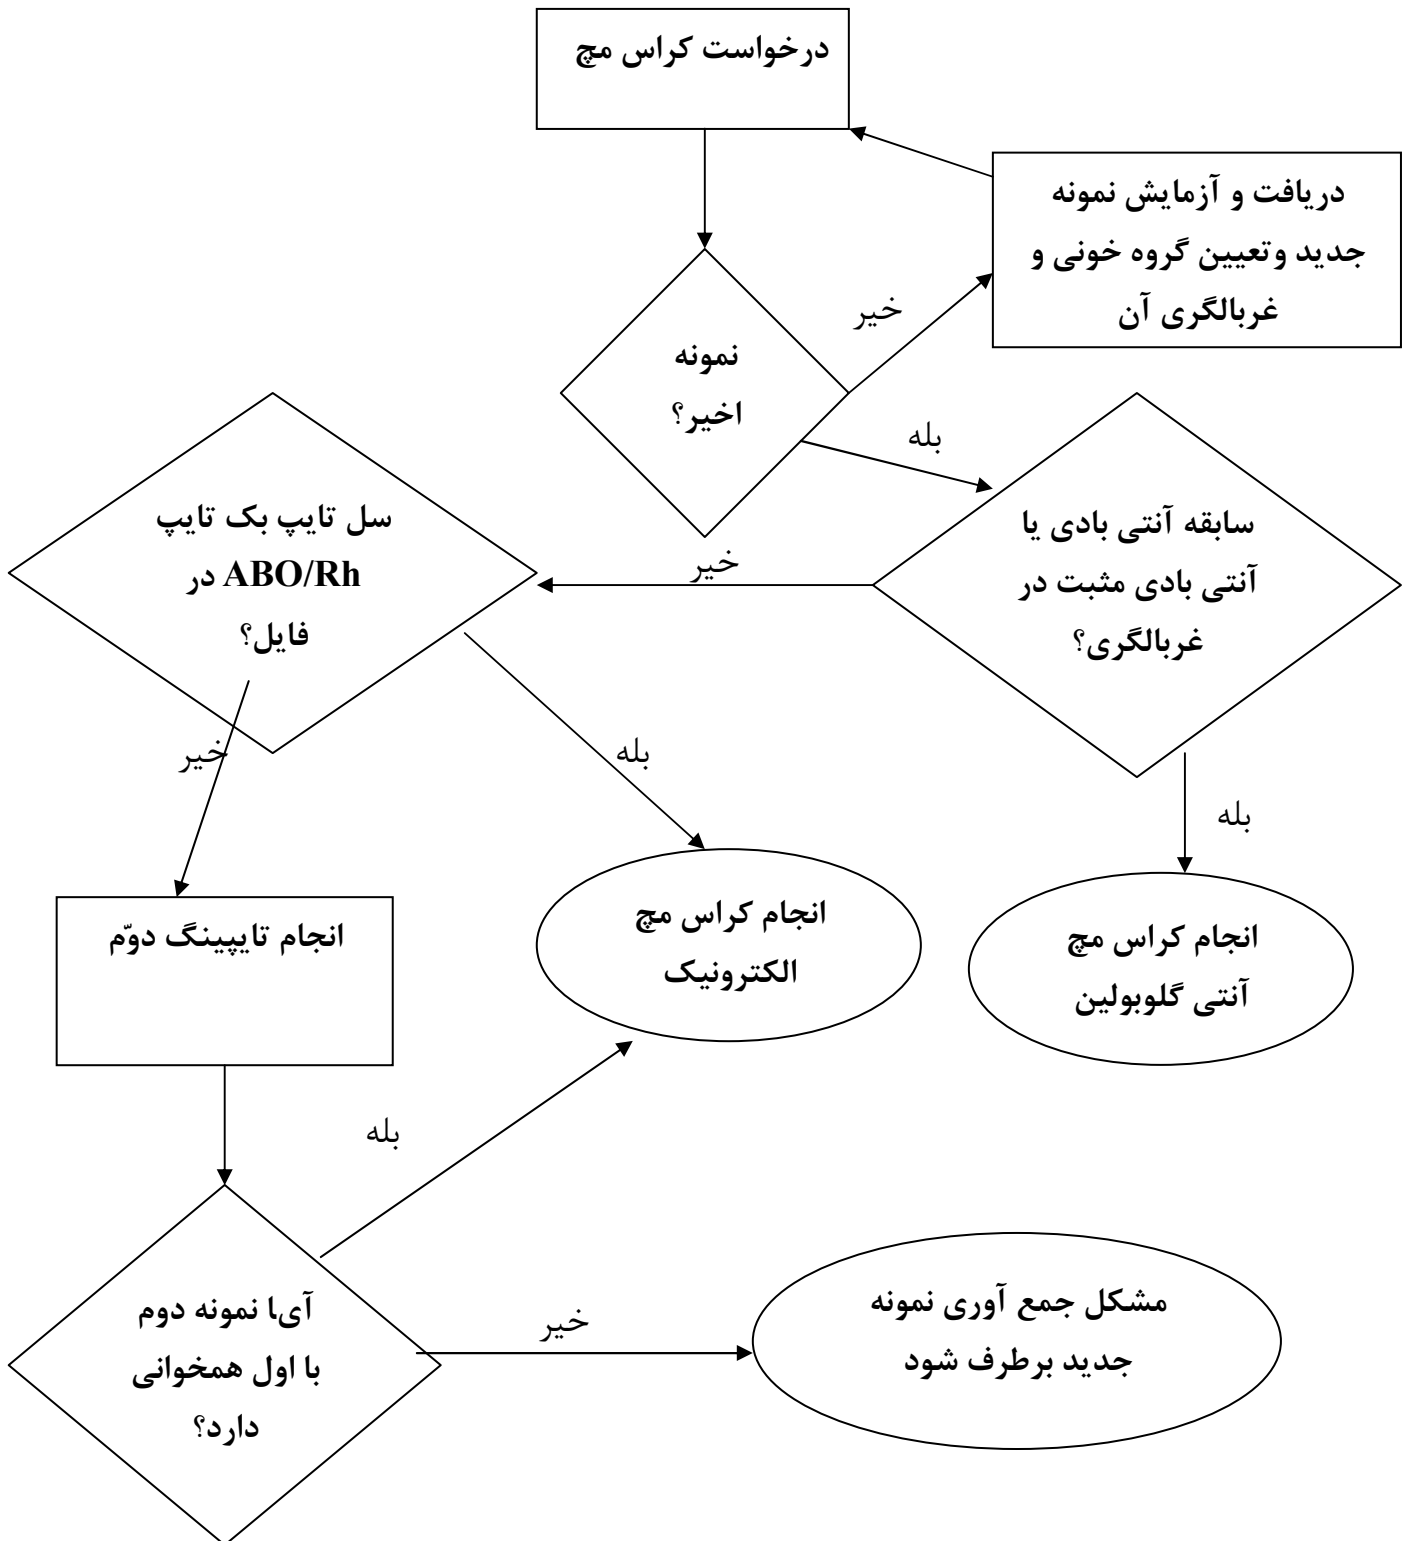 درخواست کراس مچ
دریافت و آزمایش نمونه
جدید وتعیین گروه خونی و
غربالگری آن
خیر
نمونه
اخیر؟
بله
سابقه آنتی بادی یا
آنتی بادی مثبت در
غربالگری؟
خیر
سل تایپ بک تایپ
ABO/Rh در
فایل؟
بله
خیر
بله
انجام کراس مچ
آنتی گلوبولین
انجام کراس مچ
الکترونیک
انجام تایپینگ دوّم
بله
آیا نمونه دوم
با اول همخوانی
دارد؟
خیر
مشکل جمع آوری نمونه
جدید برطرف شود